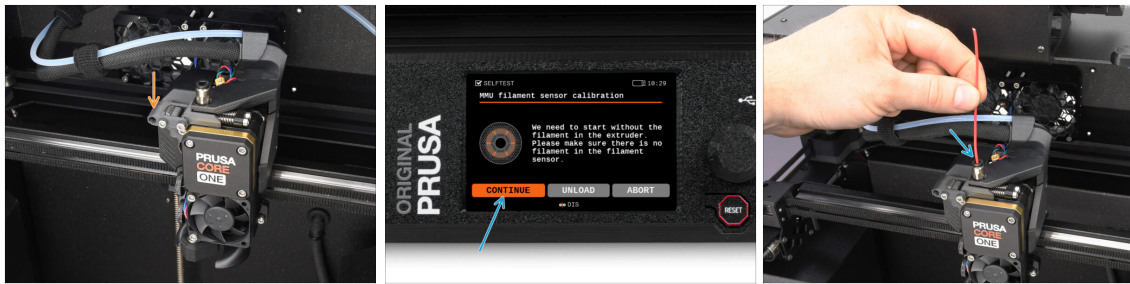 PRUSA
CORE
ONE
SELFTEST
10:29
MMU filament sensor calibration
We need to start without the
filament in the extruder.
Please make sure there is no
filament in the filament
sensor.
CONTINUE
UNLOAD
ABORT
DIS
ORIGINAL
PRUSA
RESET
PRUSA
CORE
ONE